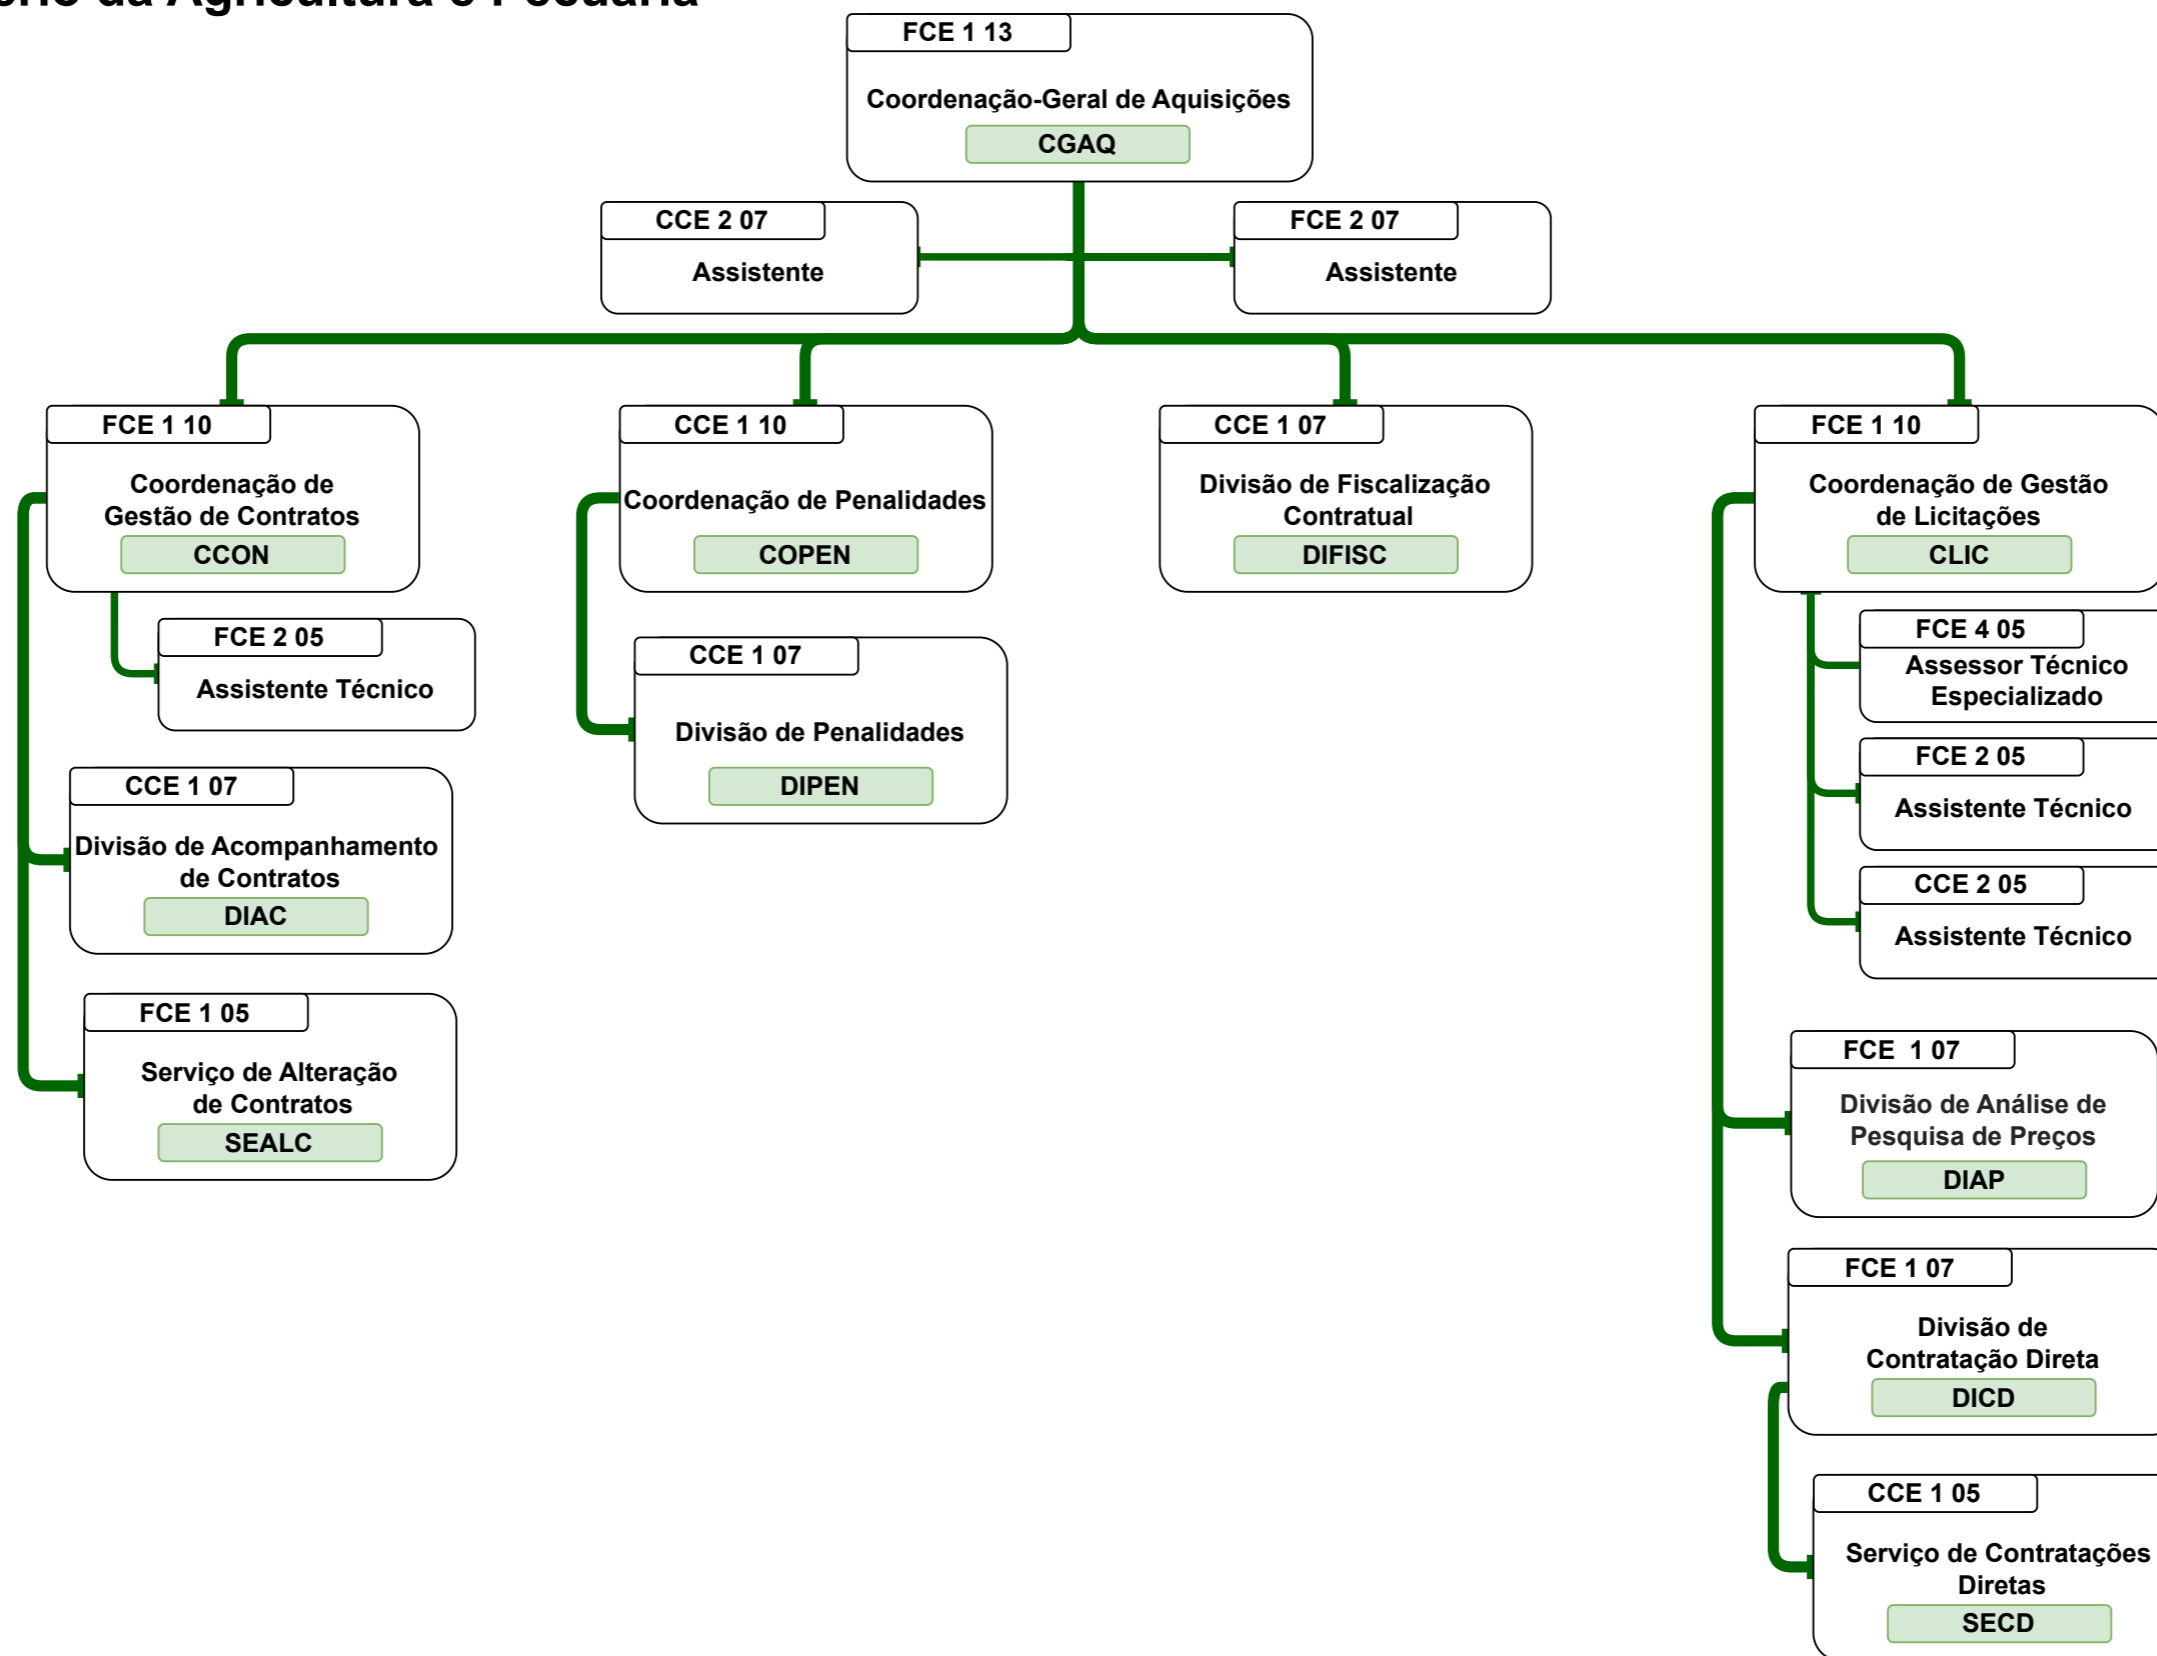 da Agricultura e Pecuária
FCE 1 13
Coordenação-Geral de Aquisições
CGAQ
CCE 2 07
Assistente
FCE 2 07
Assistente
FCE 1 10
Coordenação de
Gestão de Contratos
CCON
FCE 2 05
Assistente Técnico
CCE 1 07
Divisão de Acompanhamento
de Contratos
DIAC
FCE 1 05
Serviço de Alteração
de Contratos
SEALC
CCE 1 10
Coordenação de Penalidades
COPEN
CCE 1 07
Divisão de Penalidades
DIPEN
CCE 1 07
Divisão de Fiscalização
Contratual
DIFISC
FCE 1 10
Coordenação de Gestão
de Licitações
CLIC
FCE 4 05
Assessor Técnico
Especializado
FCE 2 05
Assistente Técnico
CCE 2 05
Assistente Técnico
FCE  1 07
Divisão de Análise de
Pesquisa de Preços
DIAP
FCE 1 07
Divisão de
Contratação Direta
DICD
CCE 1 05
Serviço de Contratações
Diretas
SECD